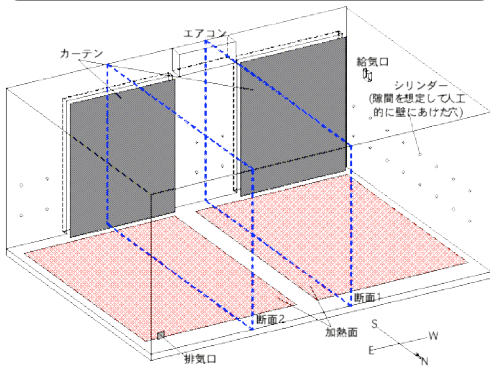 エアコン
カーテン
給気口
シリンダー
(隙間を想定して人工
的に壁にあけた穴)
断面1
断面2
加熱面
排気口
S
W
E
N